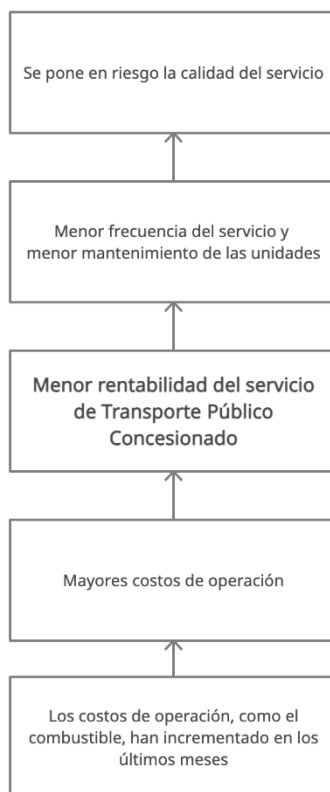 Se pone en riesgo la calidad del servicio
Menor frecuencia del servicio y
menor mantenimiento de las unidades
Menor rentabilidad del servicio
de Transporte Público
Concesionado
Mayores costos de operación
Los costos de operación, como el
combustible, han incrementado en los
últimos meses